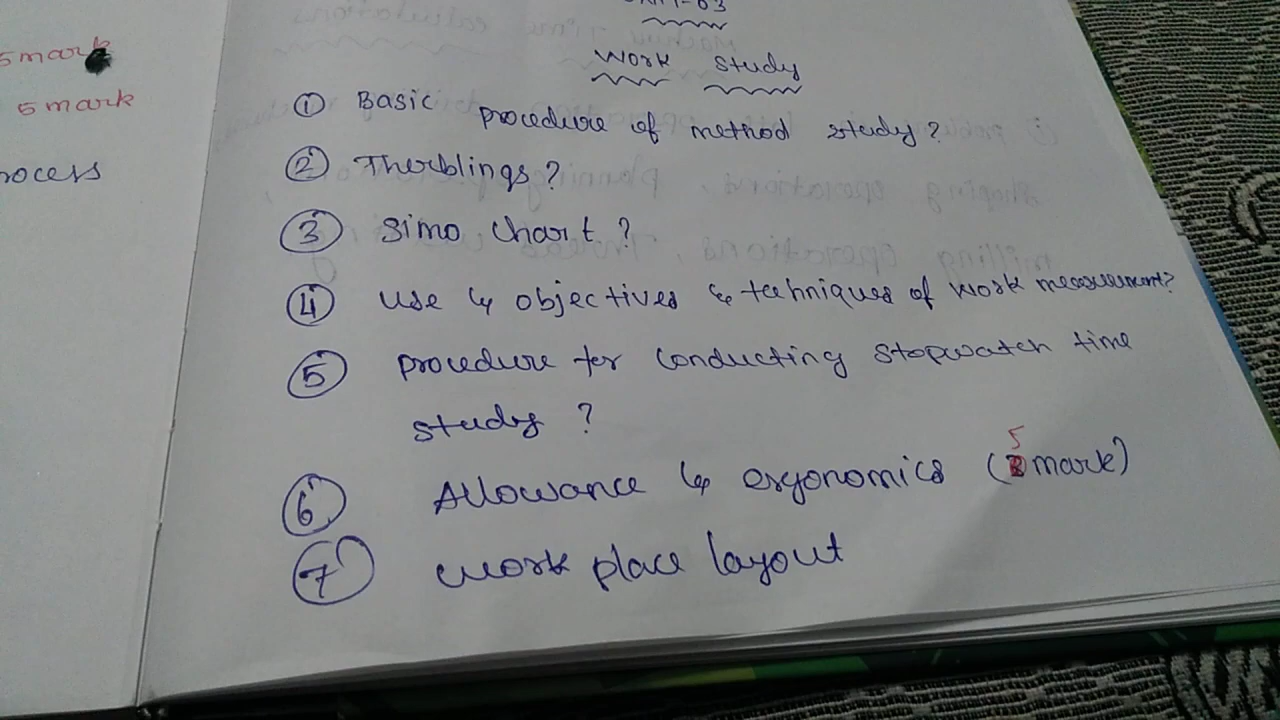 5 mark
5 mark
rocess
Work Study
① Basic procedure of method study?
② Therblings?
③ Simo chart?
④ Use & objectives & techniques of work measurement?
⑤ procedure for conducting stopwatch time
study?
⑥ Allowance & ergonomics (5 mark)
⑦ work place layout